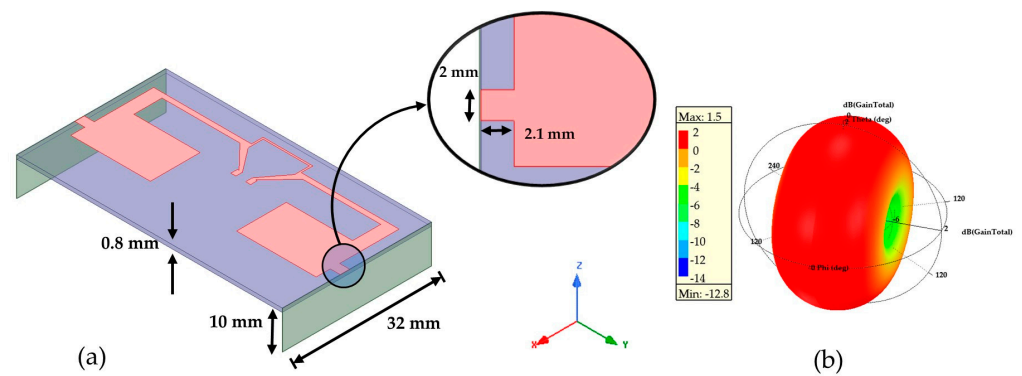 2 mm
2.1 mm
0.8 mm
10 mm
32 mm
(a)
Z
X
Y
Max: 1.5
2
0
-2
-4
-6
-8
-10
-12
-14
Min: -12.8
dB(GainTotal)
0
Theta (deg)
240
120
-6
2
dB(GainTotal)
120
120
Phi (deg)
(b)